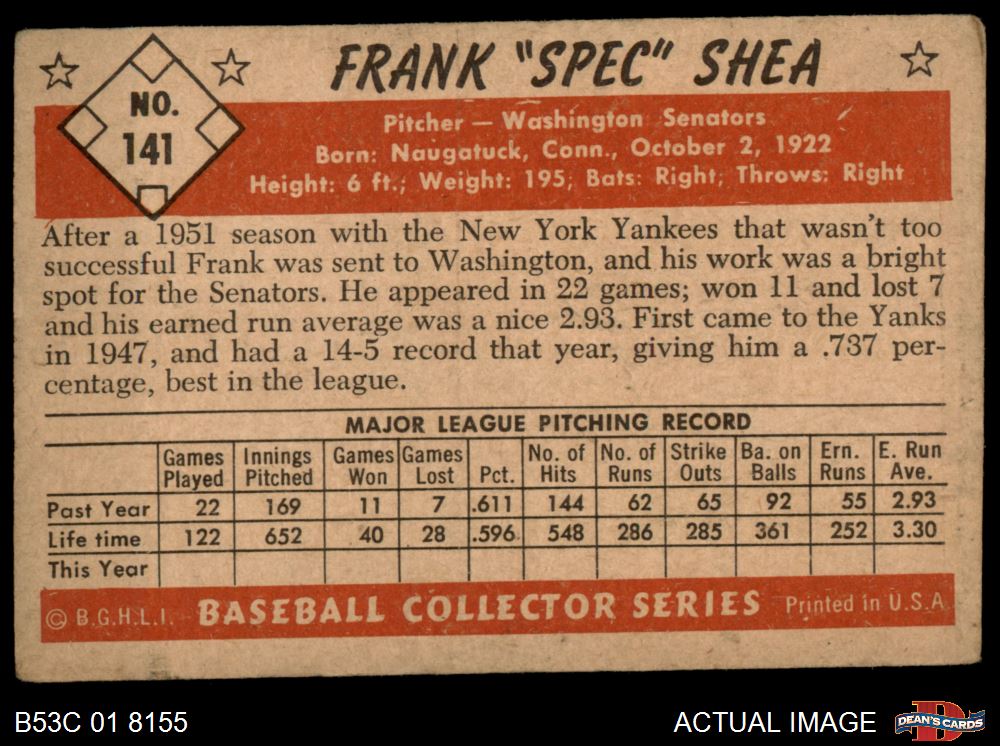 FRANK "SPEC" SHEA
NO.
141
Pitcher — Washington Senators
Born: Naugatuck, Conn., October 2, 1922
Height: 6 ft.; Weight: 195; Bats: Right; Throws: Right
After a 1951 season with the New York Yankees that wasn't too
successful Frank was sent to Washington, and his work was a bright
spot for the Senators. He appeared in 22 games; won 11 and lost 7
and his earned run average was a nice 2.93. First came to the Yanks
in 1947, and had a 14-5 record that year, giving him a .737 per-
centage, best in the league.
MAJOR LEAGUE PITCHING RECORD
Games Played Innings Pitched Games Won Games Lost Pct. No. of Hits No. of Runs Strike Outs Ba. on Balls Ern. Runs E. Run Ave.
Past Year 22 169 11 7 .611 144 62 65 92 55 2.93
Life time 122 652 40 28 .596 548 286 285 361 252 3.30
This Year
© B.G.H.L.I. BASEBALL COLLECTOR SERIES Printed in U.S.A.
B53C 01 8155 ACTUAL IMAGE DEAN'S CARDS